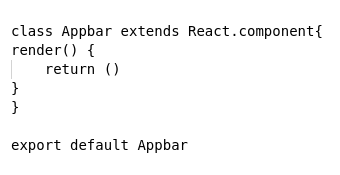 class Appbar extends React.component{
render() {
    return ()
}
}

export default Appbar